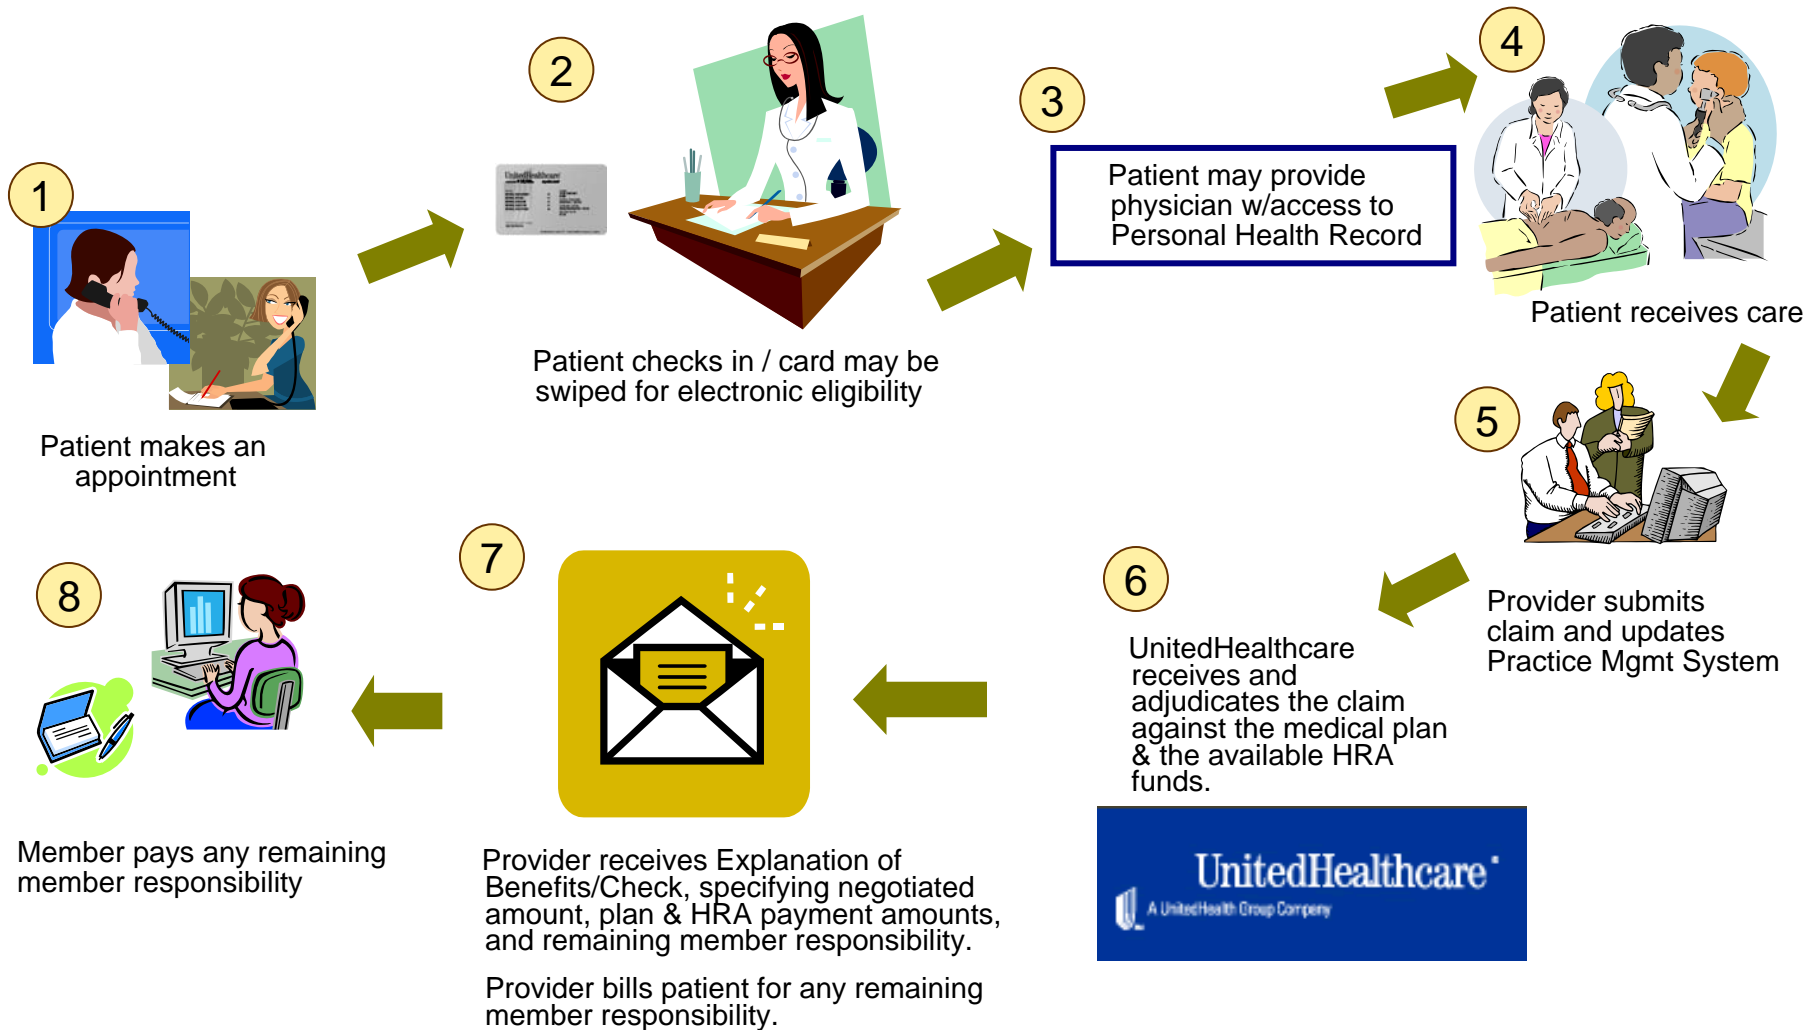 1
Patient makes an
appointment
2
UnitedHealthcare
Patient checks in / card may be
swiped for electronic eligibility
3
Patient may provide
physician w/access to
Personal Health Record
4
Patient receives care
5
Provider submits
claim and updates
Practice Mgmt System
6
UnitedHealthcare
receives and
adjudicates the claim
against the medical plan
& the available HRA
funds.
UnitedHealthcare
A UnitedHealth Group Company
7
Provider receives Explanation of
Benefits/Check, specifying negotiated
amount, plan & HRA payment amounts,
and remaining member responsibility.
Provider bills patient for any remaining
member responsibility.
8
Member pays any remaining
member responsibility